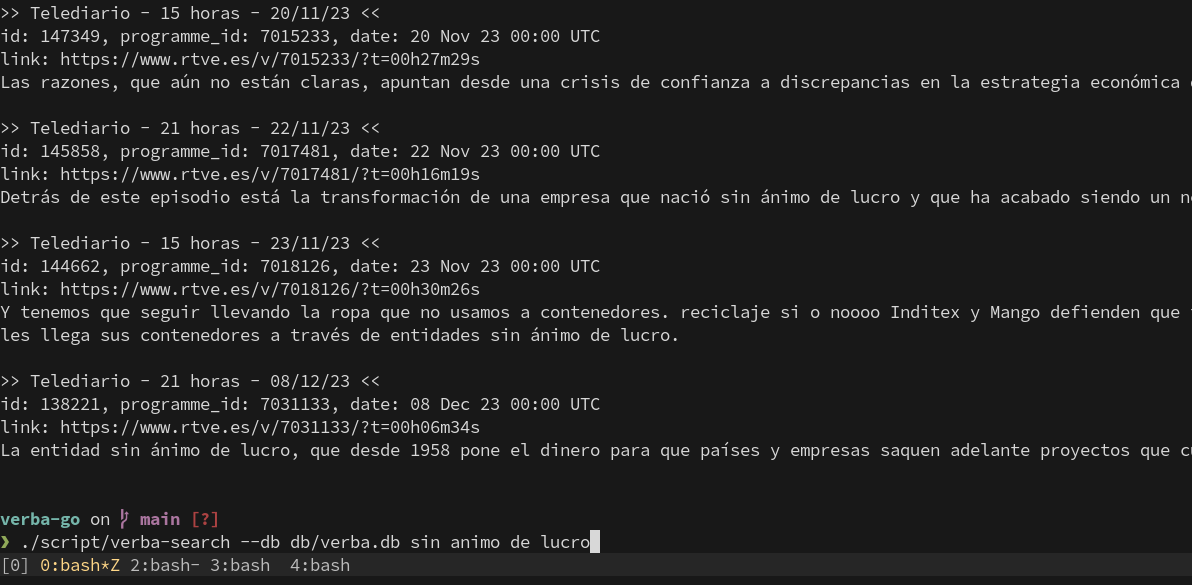 >> Telediario - 15 horas - 20/11/23 <<
id: 147349, programme_id: 7015233, date: 20 Nov 23 00:00 UTC
link: https://www.rtve.es/v/7015233/?t=00h27m29s
Las razones, que aún no están claras, apuntan desde una crisis de confianza a discrepancias en la estrategia económica
>> Telediario - 21 horas - 22/11/23 <<
id: 145858, programme_id: 7017481, date: 22 Nov 23 00:00 UTC
link: https://www.rtve.es/v/7017481/?t=00h16m19s
Detrás de este episodio está la transformación de una empresa que nació sin ánimo de lucro y que ha acabado siendo un
>> Telediario - 15 horas - 23/11/23 <<
id: 144662, programme_id: 7018126, date: 23 Nov 23 00:00 UTC
link: https://www.rtve.es/v/7018126/?t=00h30m26s
Y tenemos que seguir llevando la ropa que no usamos a contenedores. reciclaje si o noooo Inditex y Mango defienden que
les llega sus contenedores a través de entidades sin ánimo de lucro.
>> Telediario - 21 horas - 08/12/23 <<
id: 138221, programme_id: 7031133, date: 08 Dec 23 00:00 UTC
link: https://www.rtve.es/v/7031133/?t=00h06m34s
La entidad sin ánimo de lucro, que desde 1958 pone el dinero para que países y empresas saquen adelante proyectos que
verba-go on main [?]
❯ ./script/verba-search --db db/verba.db sin animo de lucro
[0] 0:bash*Z 2:bash- 3:bash 4:bash